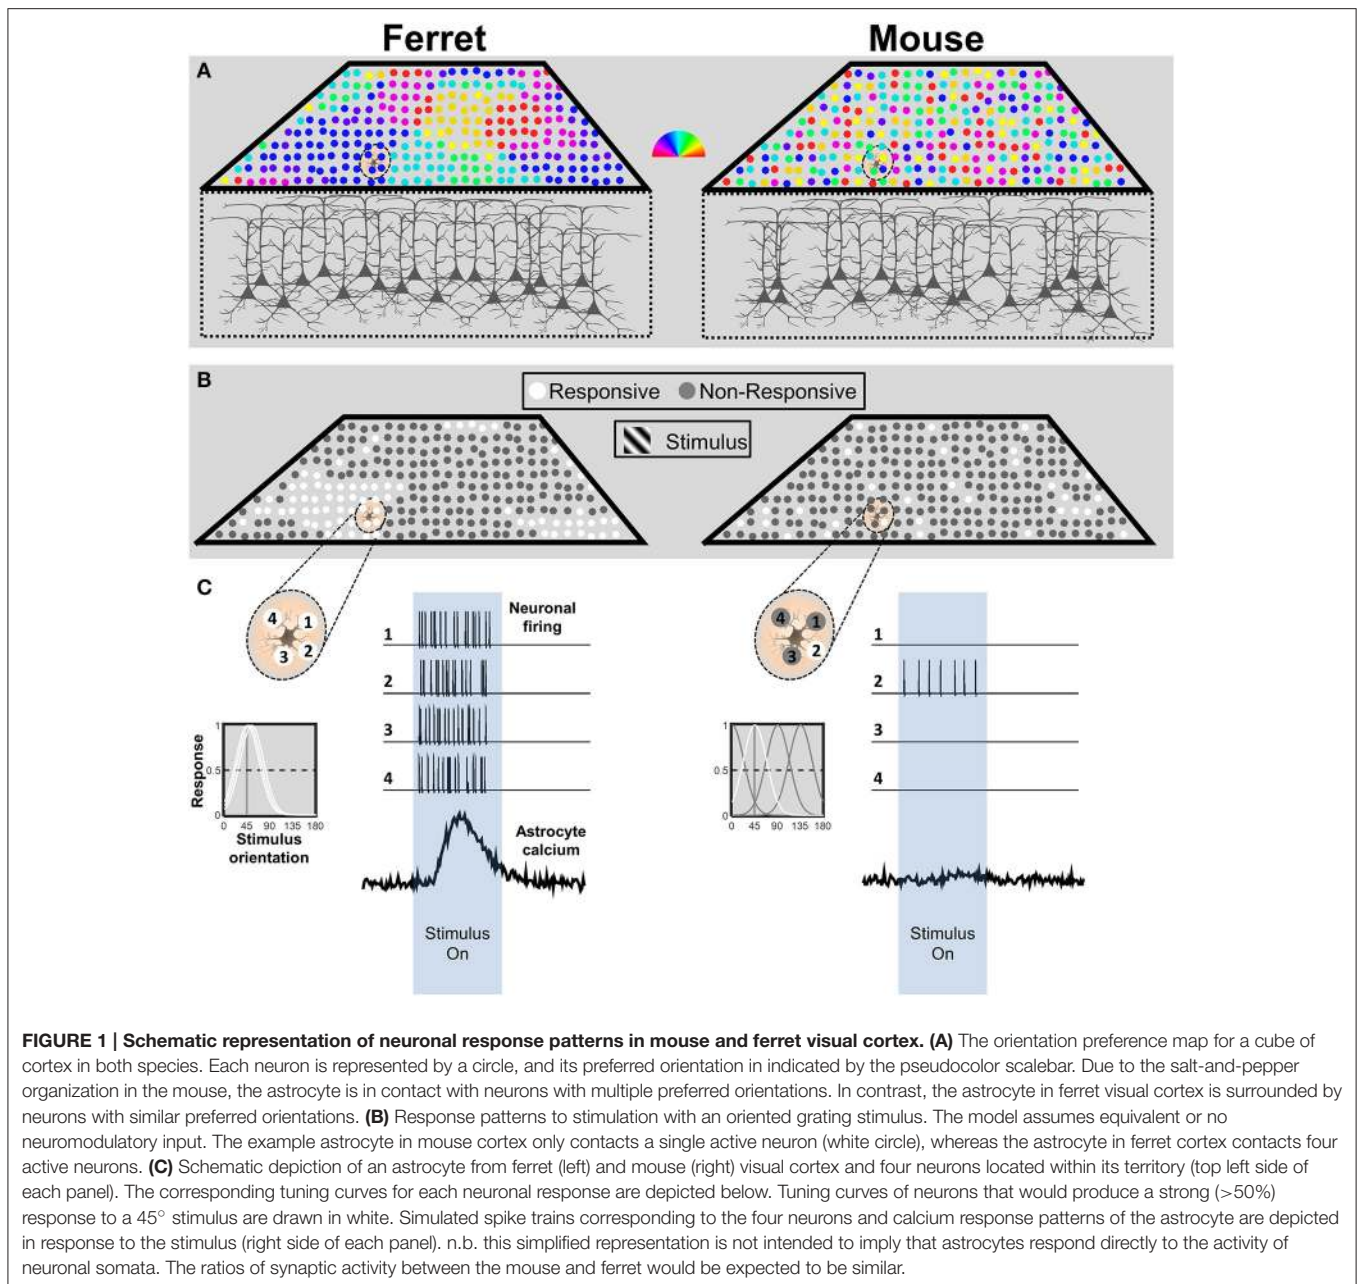 Ferret
Mouse
A
B
Responsive
Non-Responsive
Stimulus
C
4
1
3
2
Neuronal
firing
1
2
3
4
Response
1
0.5
0
0 45 90 135 180
Stimulus
orientation
Astrocyte
calcium
Stimulus
On
4
1
3
2
1
2
3
4
1
0.5
0
0 45 90 135 180
Stimulus
On
FIGURE 1 | Schematic representation of neuronal response patterns in mouse and ferret visual cortex. (A) The orientation preference map for a cube of
cortex in both species. Each neuron is represented by a circle, and its preferred orientation in indicated by the pseudocolor scalebar. Due to the salt-and-pepper
organization in the mouse, the astrocyte is in contact with neurons with multiple preferred orientations. In contrast, the astrocyte in ferret visual cortex is surrounded by
neurons with similar preferred orientations. (B) Response patterns to stimulation with an oriented grating stimulus. The model assumes equivalent or no
neuromodulatory input. The example astrocyte in mouse cortex only contacts a single active neuron (white circle), whereas the astrocyte in ferret cortex contacts four
active neurons. (C) Schematic depiction of an astrocyte from ferret (left) and mouse (right) visual cortex and four neurons located within its territory (top left side of
each panel). The corresponding tuning curves for each neuronal response are depicted below. Tuning curves of neurons that would produce a strong (>50%)
response to a 45° stimulus are drawn in white. Simulated spike trains corresponding to the four neurons and calcium response patterns of the astrocyte are depicted
in response to the stimulus (right side of each panel). n.b. this simplified representation is not intended to imply that astrocytes respond directly to the activity of
neuronal somata. The ratios of synaptic activity between the mouse and ferret would be expected to be similar.